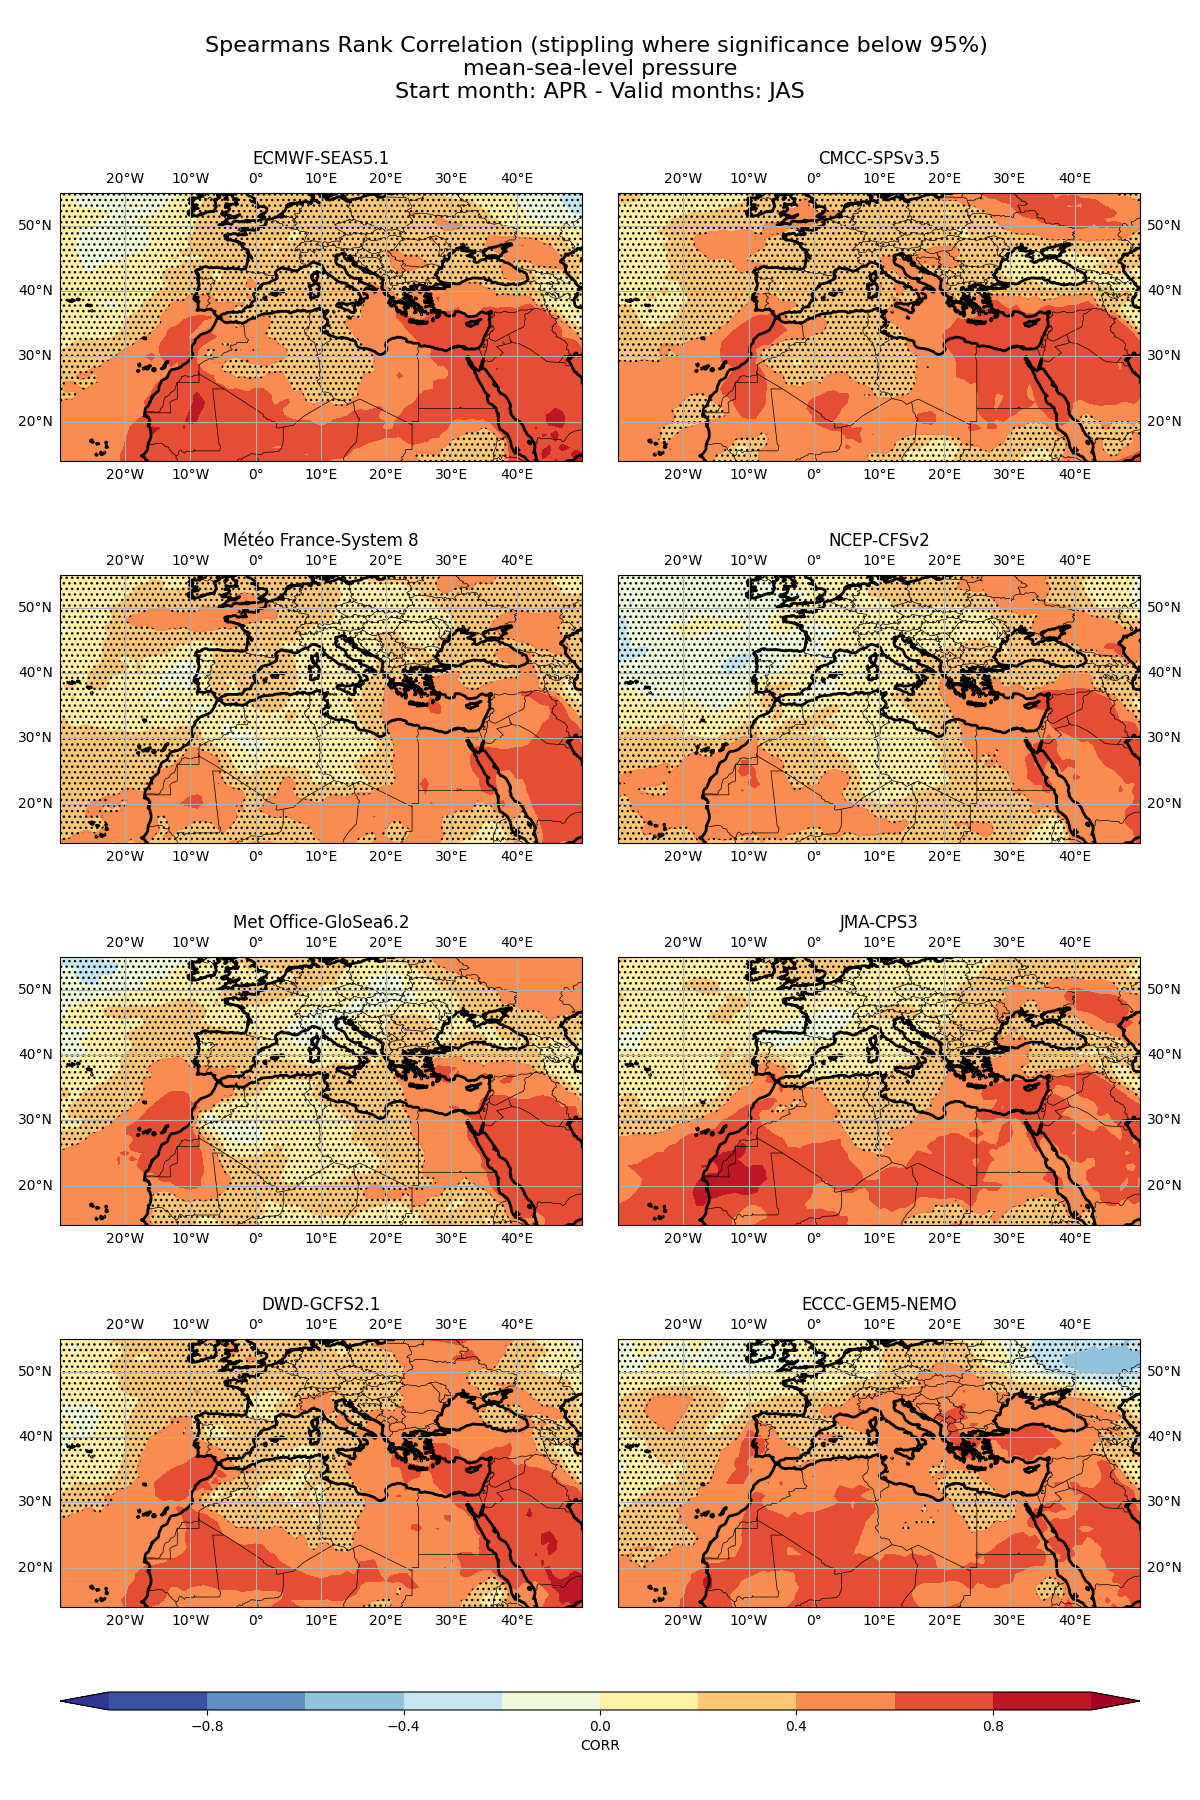 Spearmans Rank Correlation (stippling where significance below 95%)
mean-sea-level pressure
Start month: APR - Valid months: JAS
ECMWF-SEAS5.1
20°W 10°W 0° 10°E 20°E 30°E 40°E
50°N
40°N
30°N
20°N
20°W 10°W 0° 10°E 20°E 30°E 40°E
CMCC-SPSv3.5
20°W 10°W 0° 10°E 20°E 30°E 40°E
50°N
40°N
30°N
20°N
20°W 10°W 0° 10°E 20°E 30°E 40°E
Météo France-System 8
20°W 10°W 0° 10°E 20°E 30°E 40°E
50°N
40°N
30°N
20°N
20°W 10°W 0° 10°E 20°E 30°E 40°E
NCEP-CFSv2
20°W 10°W 0° 10°E 20°E 30°E 40°E
50°N
40°N
30°N
20°N
20°W 10°W 0° 10°E 20°E 30°E 40°E
Met Office-GloSea6.2
20°W 10°W 0° 10°E 20°E 30°E 40°E
50°N
40°N
30°N
20°N
20°W 10°W 0° 10°E 20°E 30°E 40°E
JMA-CPS3
20°W 10°W 0° 10°E 20°E 30°E 40°E
50°N
40°N
30°N
20°N
20°W 10°W 0° 10°E 20°E 30°E 40°E
DWD-GCFS2.1
20°W 10°W 0° 10°E 20°E 30°E 40°E
50°N
40°N
30°N
20°N
20°W 10°W 0° 10°E 20°E 30°E 40°E
ECCC-GEM5-NEMO
20°W 10°W 0° 10°E 20°E 30°E 40°E
50°N
40°N
30°N
20°N
20°W 10°W 0° 10°E 20°E 30°E 40°E
−0.8 −0.4 0.0 0.4 0.8
CORR